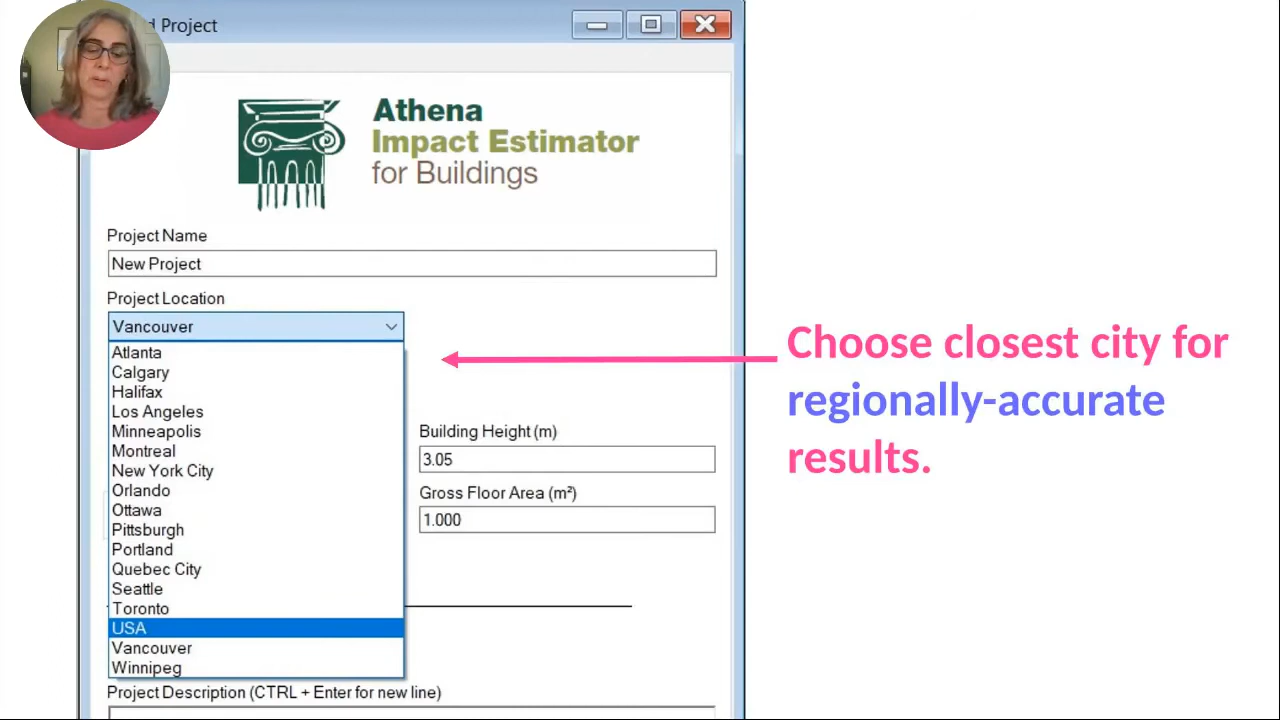 d Project
Athena
Impact Estimator
for Buildings
Project Name
New Project
Project Location
Vancouver
Atlanta
Calgary
Halifax
Los Angeles
Minneapolis
Montreal
New York City
Orlando
Ottawa
Pittsburgh
Portland
Quebec City
Seattle
Toronto
USA
Vancouver
Winnipeg
Building Height (m)
3.05
Gross Floor Area (m²)
1.000
Project Description (CTRL + Enter for new line)
Choose closest city for
regionally-accurate
results.